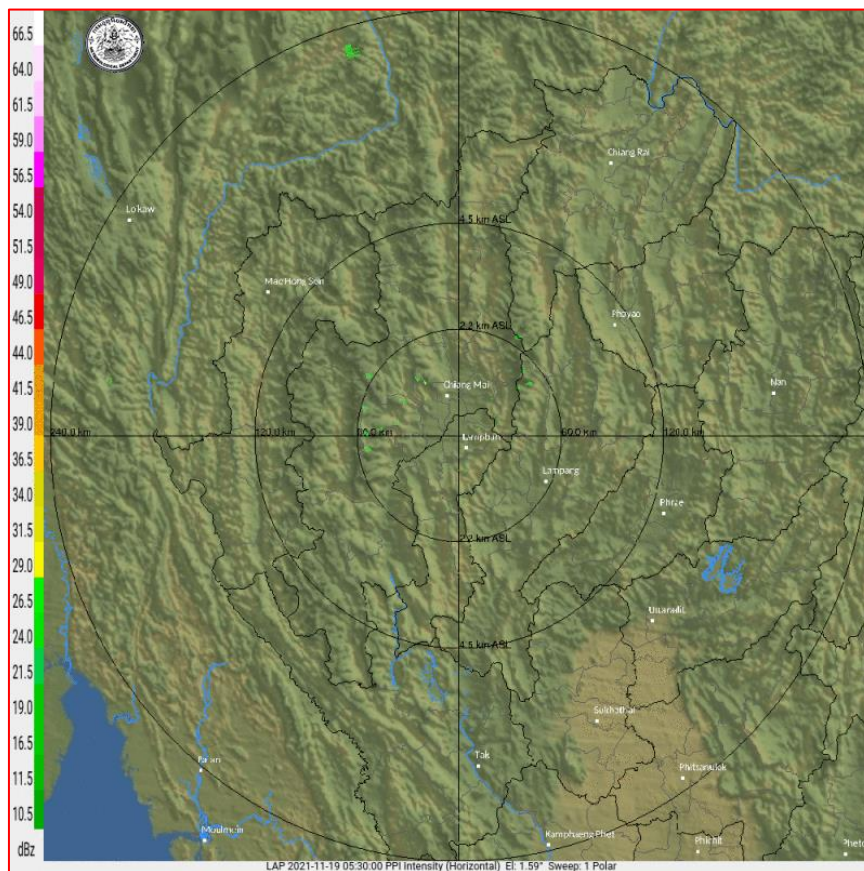 66.5
64.0
61.5
59.0
56.5
54.0
51.5
49.0
46.5
44.0
41.5
39.0
36.5
34.0
31.5
29.0
26.5
24.0
21.5
19.0
16.5
11.5
10.5
dBz
Chiang Rai
Loikaw
4.5 km ASL
Mae Hong Son
Phayao
2.2 km ASL
Chiang Mai
Nan
240.0 km
120.0 km
60.0 km
60.0 km
120.0 km
Lamphun
Lampang
Phrae
2.2 km ASL
Uttaradit
4.5 km ASL
Sukhothai
Tak
Pa-an
Phitsanulok
Moulmein
Kamphaeng Phet
Phichit
LAP 2021-11-19 05:30:00 PPI Intensity (Horizontal) El: 1.59° Sweep: 1 Polar